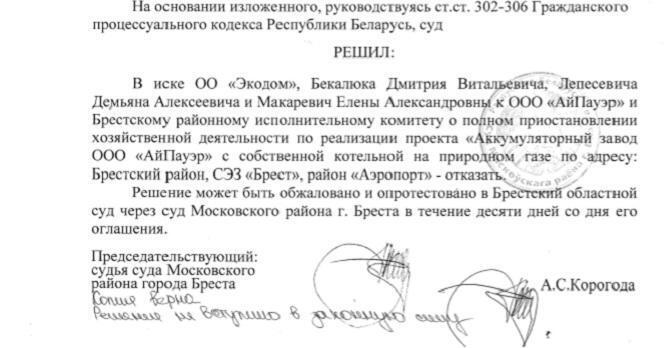 На основании изложенного, руководствуясь ст.ст. 302-306 Гражданского
процессуального кодекса Республики Беларусь, суд
РЕШИЛ:
В иске ОО «Экодом», Бекалюка Дмитрия Витальевича, Лепесевича
Демьяна Алексеевича и Макаревич Елены Александровны к ООО «АйПауэр» и
Брестскому районному исполнительному комитету о полном приостановлении
хозяйственной деятельности по реализации проекта «Аккумуляторный завод
ООО «АйПауэр» с собственной котельной на природном газе по адресу:
Брестский район, СЭЗ «Брест», район «Аэропорт» - отказать.
Решение может быть обжаловано и опротестовано в Брестский областной
суд через суд Московского района г. Бреста в течение десяти дней со дня его
оглашения.
Председательствующий:
судья суда Московского
района города Бреста
А.С.Корогода
Копия верна
Решение не вступило в законную силу